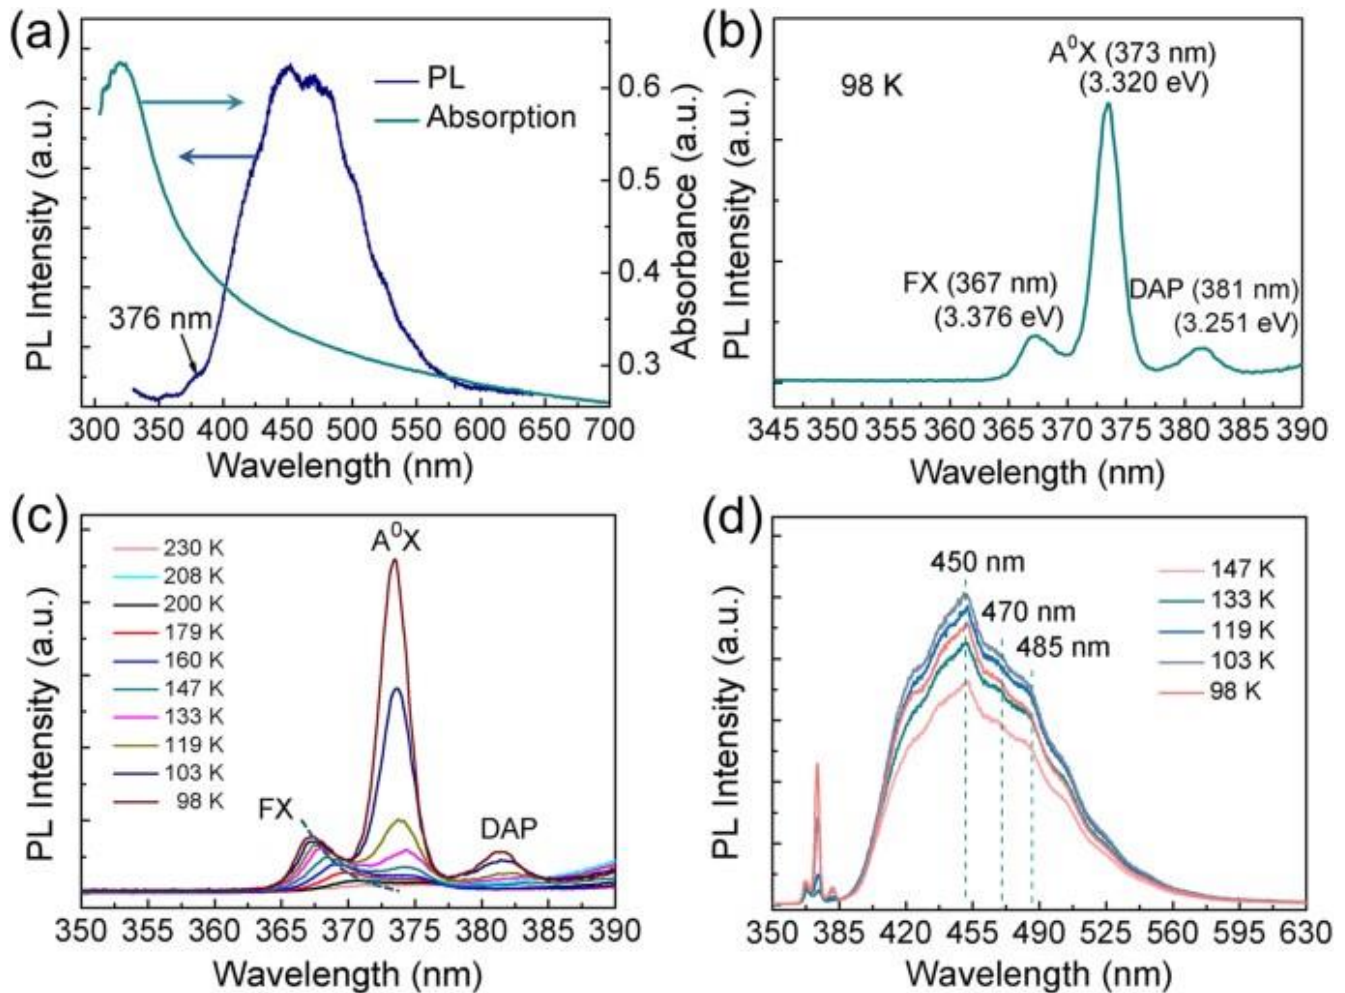 (a)
PL
Absorption
376 nm
PL Intensity (a.u.)
0.6
0.5
0.4
0.3
Absorbance (a.u.)
300 350 400 450 500 550 600 650 700
Wavelength (nm)
(b)
98 K
A⁰X (373 nm)
(3.320 eV)
FX (367 nm)
(3.376 eV)
DAP (381 nm)
(3.251 eV)
PL Intensity (a.u.)
345 350 355 360 365 370 375 380 385 390
Wavelength (nm)
(c)
230 K
208 K
200 K
179 K
160 K
147 K
133 K
119 K
103 K
98 K
A⁰X
FX
DAP
PL Intensity (a.u.)
350 355 360 365 370 375 380 385 390
Wavelength (nm)
(d)
450 nm
470 nm
485 nm
147 K
133 K
119 K
103 K
98 K
PL Intensity (a.u.)
350 385 420 455 490 525 560 595 630
Wavelength (nm)